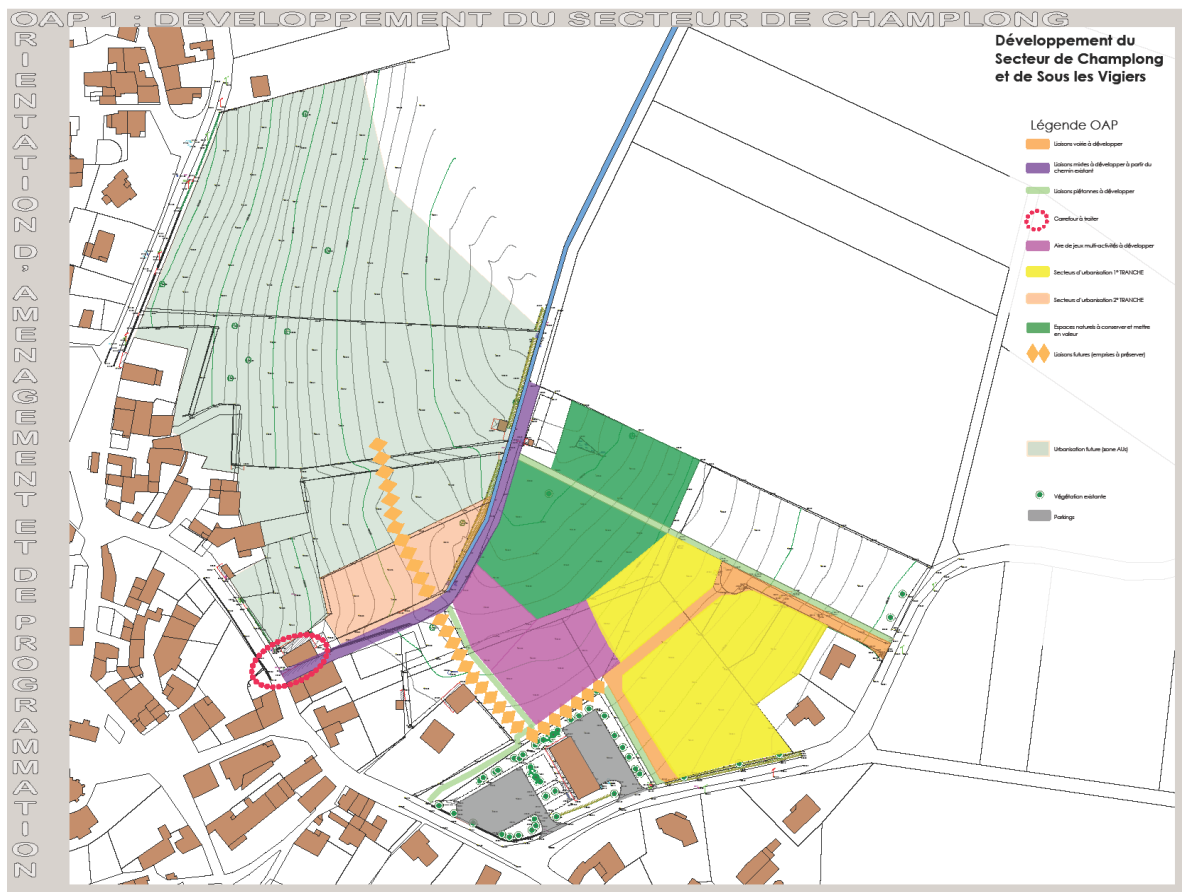 OAP 1 : DEVELOPPEMENT DU SECTEUR DE CHAMPLONG
ORIENTATION D'AMENAGEMENT ET DE PROGRAMMATION
Développement du
Secteur de Champlong
et de Sous les Vigiers
Légende OAP
Liaisons voirie à développer
Liaisons mixtes à développer à partir du
chemin existant
Liaisons piétonnes à développer
Carrefour à traiter
Aire de jeux multi-activités à développer
Secteurs d'urbanisation 1° TRANCHE
Secteurs d'urbanisation 2° TRANCHE
Espaces naturels à conserver et mettre
en valeur
Liaisons futures (emprises à préserver)
Urbanisation future (zone AUs)
Végétation existante
Parkings